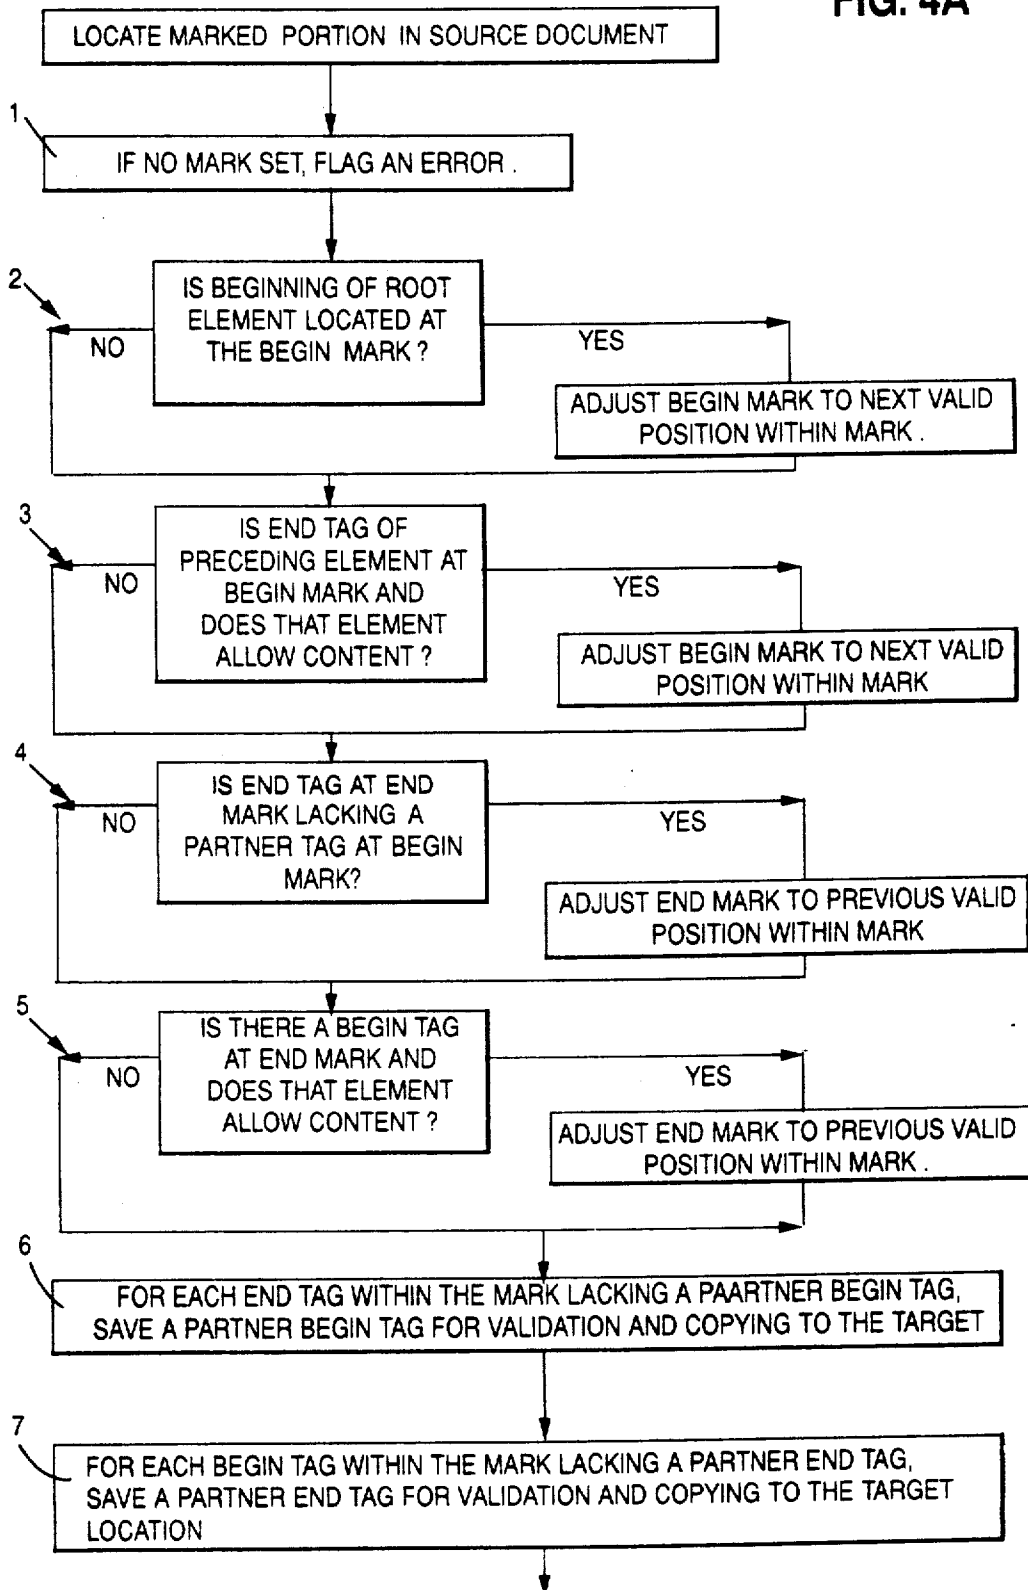 FIG. 4A
LOCATE MARKED PORTION IN SOURCE DOCUMENT
1
IF NO MARK SET, FLAG AN ERROR .
2
IS BEGINNING OF ROOT
ELEMENT LOCATED AT
THE BEGIN MARK ?
NO
YES
ADJUST BEGIN MARK TO NEXT VALID
POSITION WITHIN MARK .
3
IS END TAG OF
PRECEDING ELEMENT AT
BEGIN MARK AND
DOES THAT ELEMENT
ALLOW CONTENT ?
NO
YES
ADJUST BEGIN MARK TO NEXT VALID
POSITION WITHIN MARK
4
IS END TAG AT END
MARK LACKING A
PARTNER TAG AT BEGIN
MARK?
NO
YES
ADJUST END MARK TO PREVIOUS VALID
POSITION WITHIN MARK
5
IS THERE A BEGIN TAG
AT END MARK AND
DOES THAT ELEMENT
ALLOW CONTENT ?
NO
YES
ADJUST END MARK TO PREVIOUS VALID
POSITION WITHIN MARK .
6
FOR EACH END TAG WITHIN THE MARK LACKING A PAARTNER BEGIN TAG,
SAVE A PARTNER BEGIN TAG FOR VALIDATION AND COPYING TO THE TARGET
7
FOR EACH BEGIN TAG WITHIN THE MARK LACKING A PARTNER END TAG,
SAVE A PARTNER END TAG FOR VALIDATION AND COPYING TO THE TARGET
LOCATION